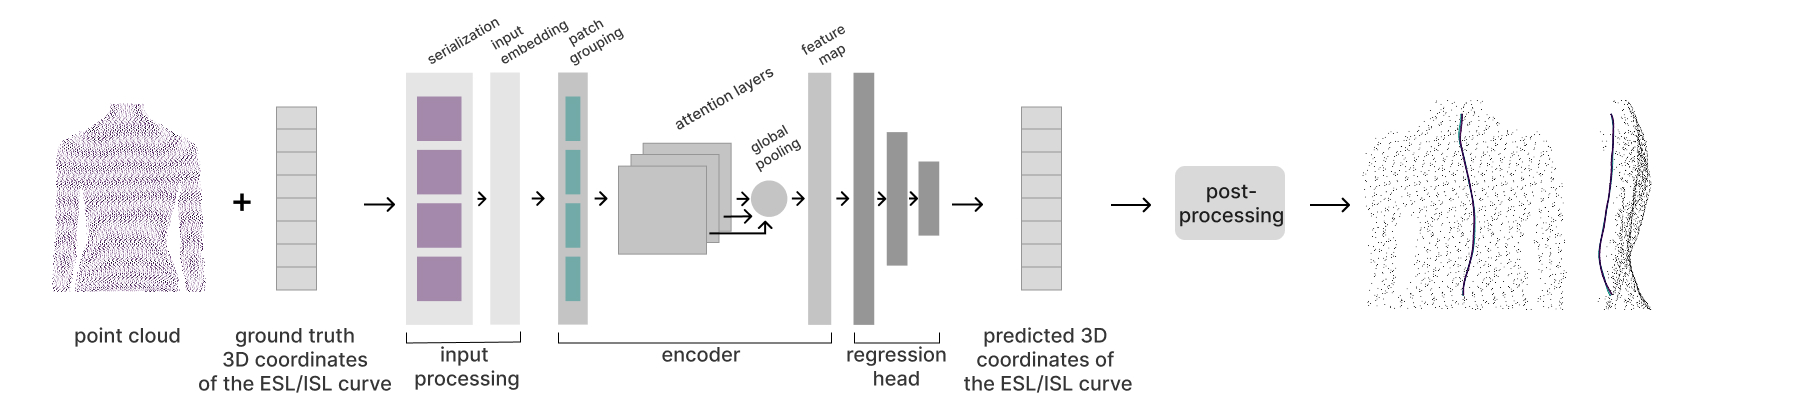 serialization
input
embedding
patch
grouping
attention layers
global
pooling
feature
map
+
post-
processing
point cloud
ground truth
3D coordinates
of the ESL/ISL curve
input
processing
encoder
regression
head
predicted 3D
coordinates of
the ESL/ISL curve